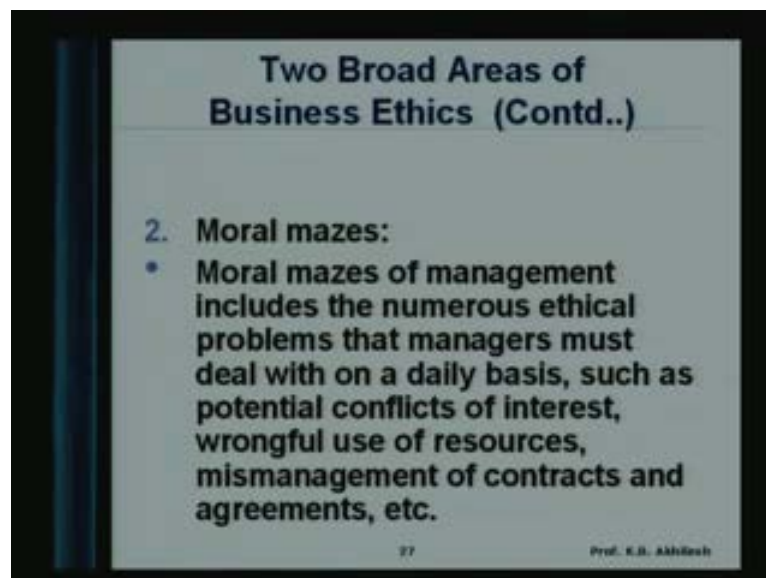 Two Broad Areas of
Business Ethics (Contd..)
2. Moral mazes:
• Moral mazes of management
includes the numerous ethical
problems that managers must
deal with on a daily basis, such as
potential conflicts of interest,
wrongful use of resources,
mismanagement of contracts and
agreements, etc.
27 Prof. K.B. Akhilesh